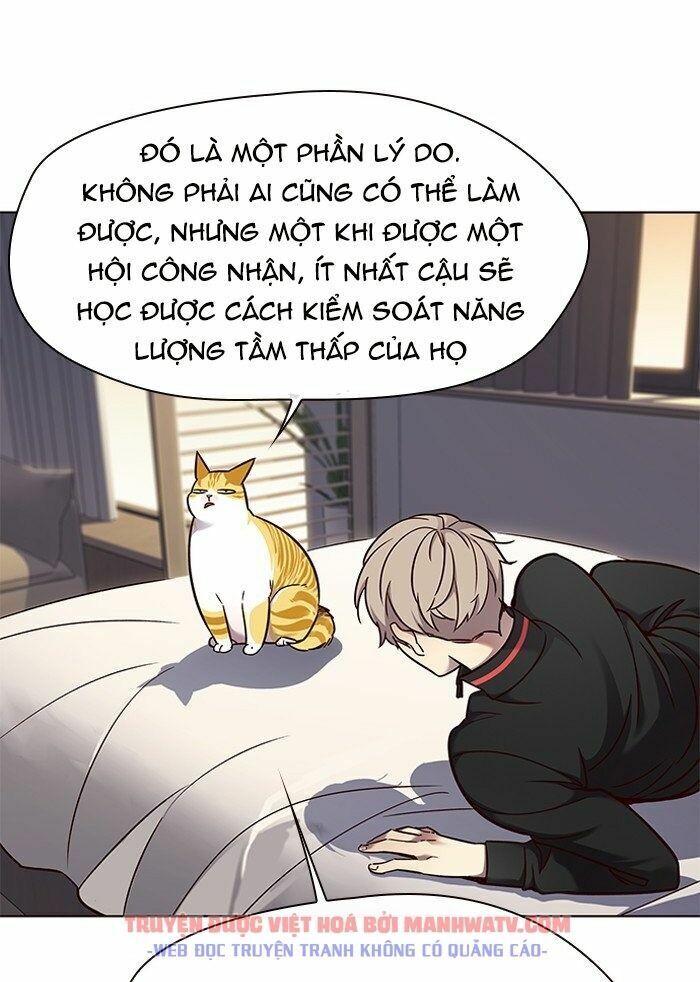 ĐÓ LÀ MỘT PHẦN LÝ DO.
KHÔNG PHẢI AI CŨNG CÓ THỂ LÀM
ĐƯỢC, NHƯNG MỘT KHI ĐƯỢC MỘT
HỘI CÔNG NHẬN, ÍT NHẤT CẬU SẼ
HỌC ĐƯỢC CÁCH KIỂM SOÁT NĂNG
LƯỢNG TẦM THẤP CỦA HỌ
TRUYỆN ĐƯỢC VIỆT HOÁ BỞI MANHWATV.COM
-WEB ĐỌC TRUYỆN TRANH KHÔNG CÓ QUẢNG CÁO-